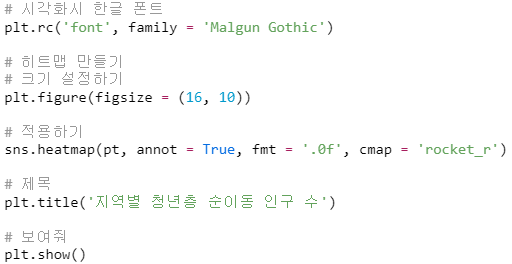 # 시각화시 한글 폰트
plt.rc('font', family = 'Malgun Gothic')
# 히트맵 만들기
# 크기 설정하기
plt.figure(figsize = (16, 10))
# 적용하기
sns.heatmap(pt, annot = True, fmt = '.0f', cmap = 'rocket_r')
# 제목
plt.title('지역별 청년층 순이동 인구 수')
# 보여줘
plt.show()